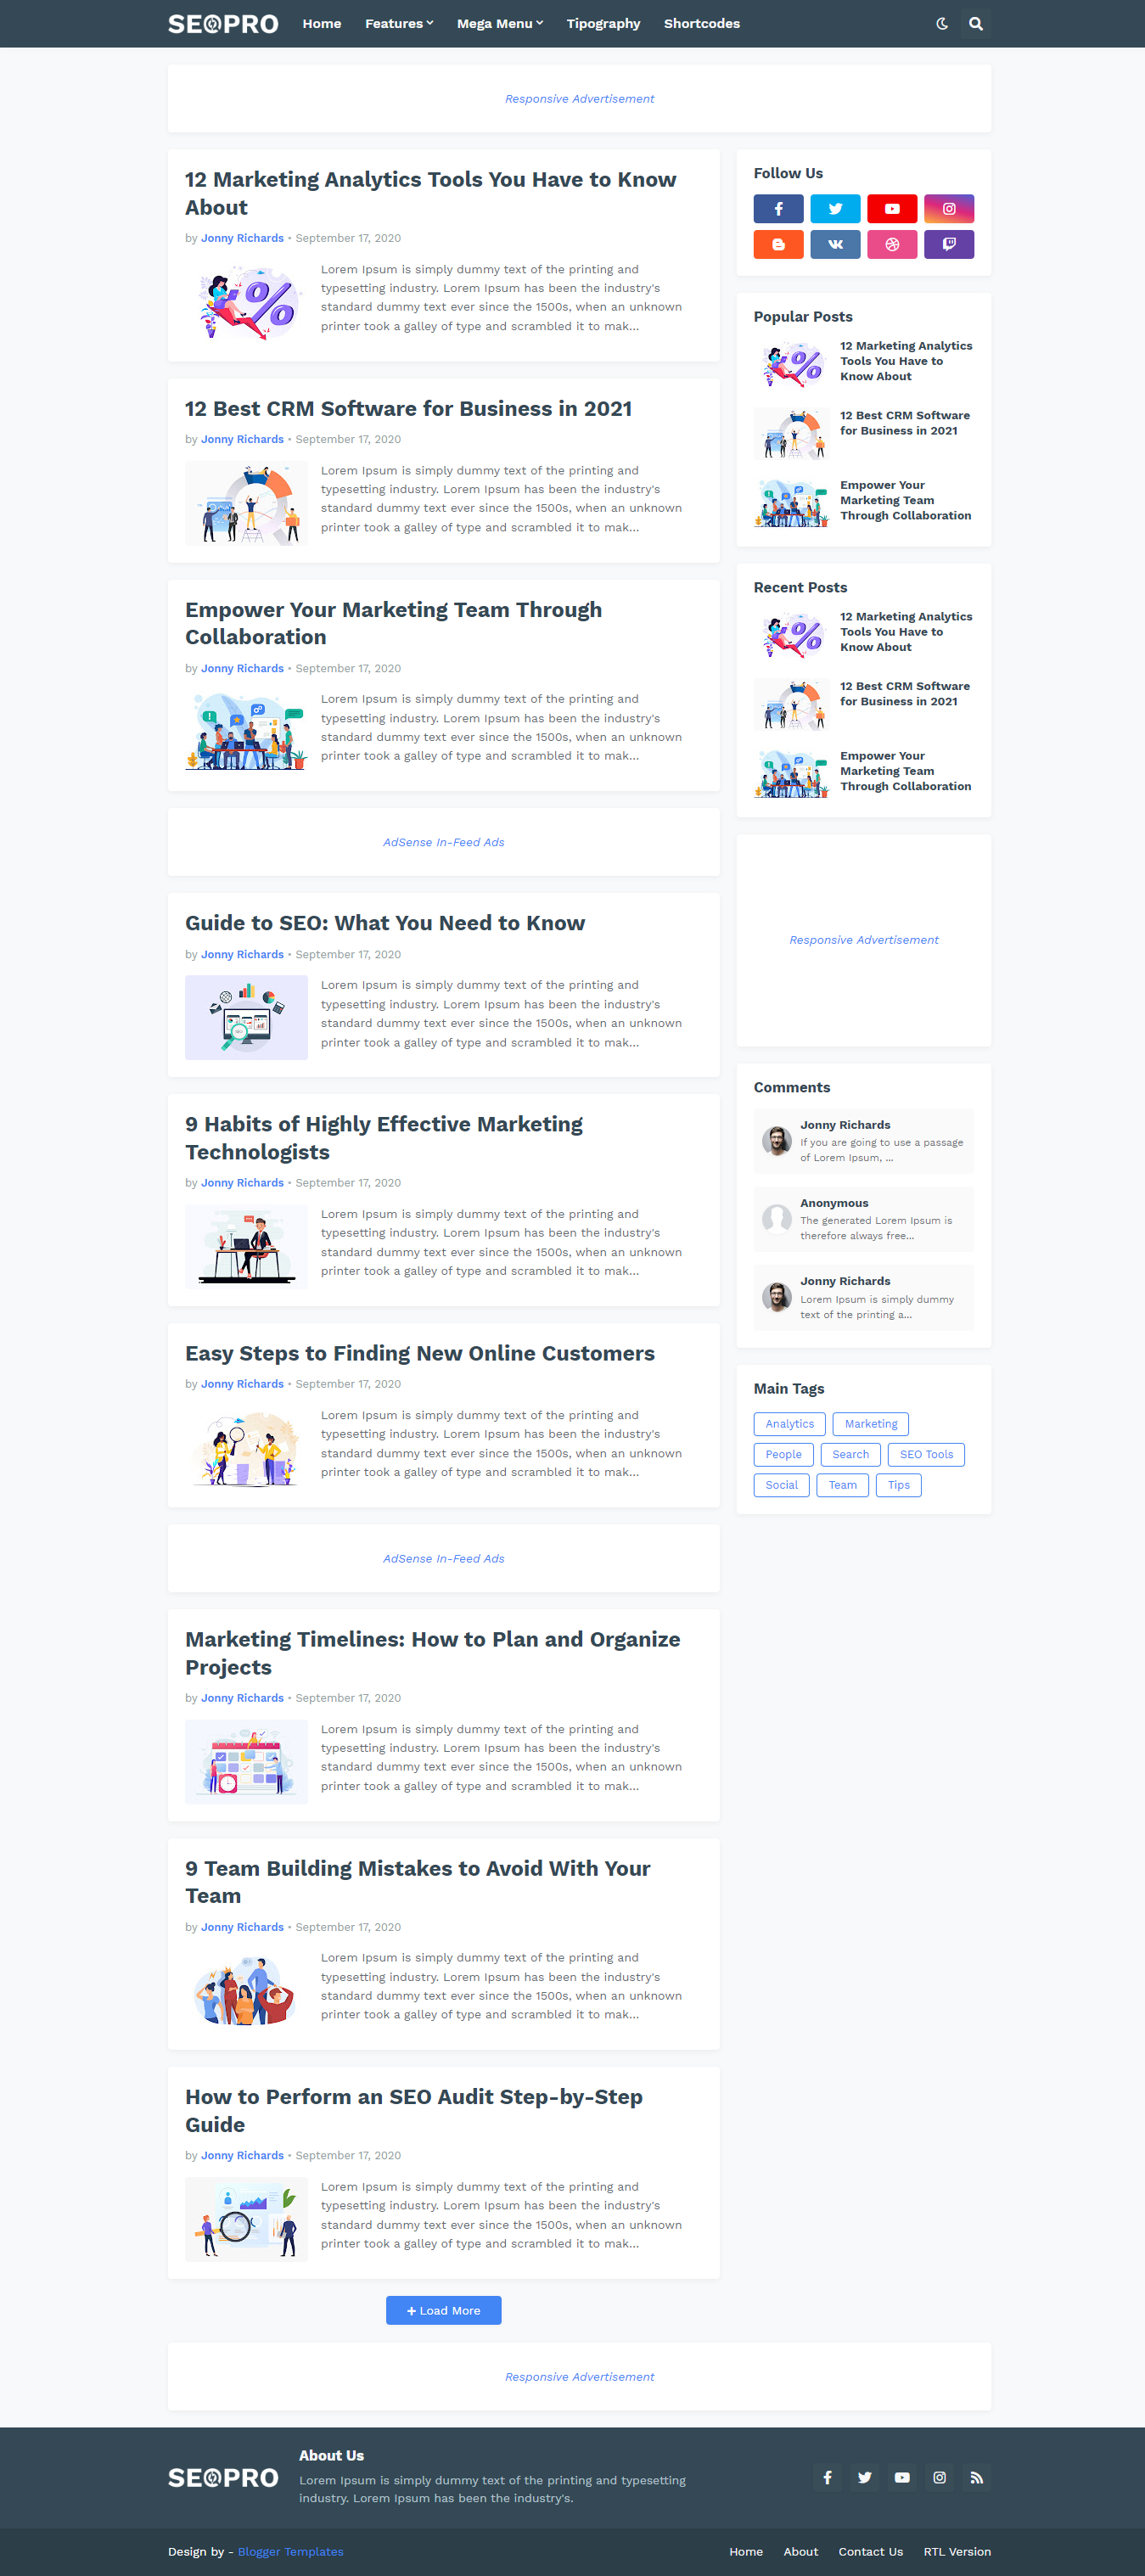 SEOPRO
Home Features Mega Menu Tipography Shortcodes
Responsive Advertisement
12 Marketing Analytics Tools You Have to Know
About
by Jonny Richards • September 17, 2020
Lorem Ipsum is simply dummy text of the printing and
typesetting industry. Lorem Ipsum has been the industry's
standard dummy text ever since the 1500s, when an unknown
printer took a galley of type and scrambled it to mak...
12 Best CRM Software for Business in 2021
by Jonny Richards • September 17, 2020
Lorem Ipsum is simply dummy text of the printing and
typesetting industry. Lorem Ipsum has been the industry's
standard dummy text ever since the 1500s, when an unknown
printer took a galley of type and scrambled it to mak...
Empower Your Marketing Team Through
Collaboration
by Jonny Richards • September 17, 2020
Lorem Ipsum is simply dummy text of the printing and
typesetting industry. Lorem Ipsum has been the industry's
standard dummy text ever since the 1500s, when an unknown
printer took a galley of type and scrambled it to mak...
AdSense In-Feed Ads
Guide to SEO: What You Need to Know
by Jonny Richards • September 17, 2020
Lorem Ipsum is simply dummy text of the printing and
typesetting industry. Lorem Ipsum has been the industry's
standard dummy text ever since the 1500s, when an unknown
printer took a galley of type and scrambled it to mak...
9 Habits of Highly Effective Marketing
Technologists
by Jonny Richards • September 17, 2020
Lorem Ipsum is simply dummy text of the printing and
typesetting industry. Lorem Ipsum has been the industry's
standard dummy text ever since the 1500s, when an unknown
printer took a galley of type and scrambled it to mak...
Easy Steps to Finding New Online Customers
by Jonny Richards • September 17, 2020
Lorem Ipsum is simply dummy text of the printing and
typesetting industry. Lorem Ipsum has been the industry's
standard dummy text ever since the 1500s, when an unknown
printer took a galley of type and scrambled it to mak...
AdSense In-Feed Ads
Marketing Timelines: How to Plan and Organize
Projects
by Jonny Richards • September 17, 2020
Lorem Ipsum is simply dummy text of the printing and
typesetting industry. Lorem Ipsum has been the industry's
standard dummy text ever since the 1500s, when an unknown
printer took a galley of type and scrambled it to mak...
9 Team Building Mistakes to Avoid With Your
Team
by Jonny Richards • September 17, 2020
Lorem Ipsum is simply dummy text of the printing and
typesetting industry. Lorem Ipsum has been the industry's
standard dummy text ever since the 1500s, when an unknown
printer took a galley of type and scrambled it to mak...
How to Perform an SEO Audit Step-by-Step
Guide
by Jonny Richards • September 17, 2020
Lorem Ipsum is simply dummy text of the printing and
typesetting industry. Lorem Ipsum has been the industry's
standard dummy text ever since the 1500s, when an unknown
printer took a galley of type and scrambled it to mak...
Load More
Follow Us
Popular Posts
12 Marketing Analytics
Tools You Have to
Know About
12 Best CRM Software
for Business in 2021
Empower Your
Marketing Team
Through Collaboration
Recent Posts
12 Marketing Analytics
Tools You Have to
Know About
12 Best CRM Software
for Business in 2021
Empower Your
Marketing Team
Through Collaboration
Responsive Advertisement
Comments
Jonny Richards
If you are going to use a passage
of Lorem Ipsum, ...
Anonymous
The generated Lorem Ipsum is
therefore always free...
Jonny Richards
Lorem Ipsum is simply dummy
text of the printing a...
Main Tags
Analytics Marketing
People Search SEO Tools
Social Team Tips
Responsive Advertisement
SEOPRO
About Us
Lorem Ipsum is simply dummy text of the printing and typesetting
industry. Lorem Ipsum has been the industry's.
Design by - Blogger Templates
Home About Contact Us RTL Version